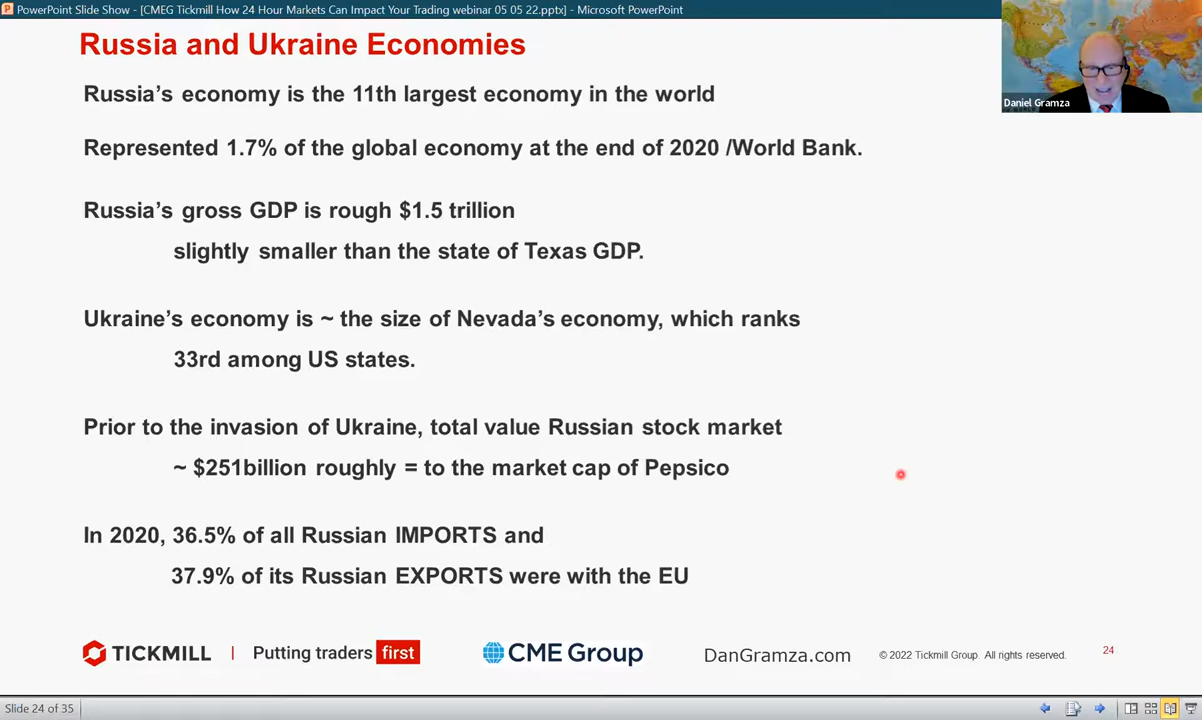 PowerPoint Slide Show - [CMEG Tickmill How 24 Hour Markets Can Impact Your Trading webinar 05 05 22.pptx] - Microsoft PowerPoint
Russia and Ukraine Economies
Daniel Gramza
Russia’s economy is the 11th largest economy in the world
Represented 1.7% of the global economy at the end of 2020 /World Bank.
Russia’s gross GDP is rough $1.5 trillion
slightly smaller than the state of Texas GDP.
Ukraine’s economy is ~ the size of Nevada’s economy, which ranks
33rd among US states.
Prior to the invasion of Ukraine, total value Russian stock market
~ $251billion roughly = to the market cap of Pepsico
In 2020, 36.5% of all Russian IMPORTS and
37.9% of its Russian EXPORTS were with the EU
TICKMILL | Putting traders first CME Group DanGramza.com © 2022 Tickmill Group. All rights reserved. 24
Slide 24 of 35